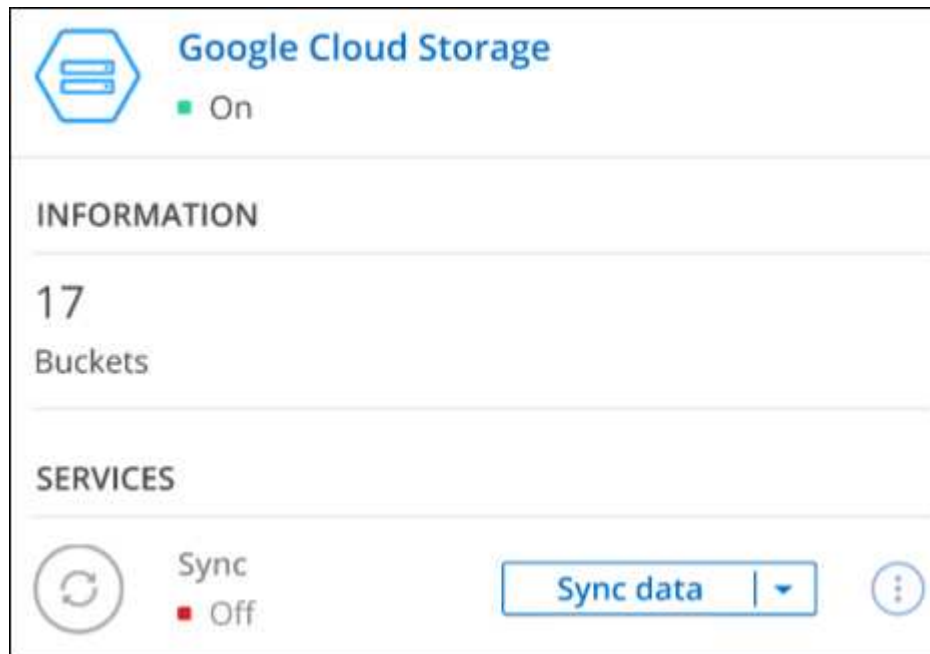 Google Cloud Storage
On
INFORMATION
17
Buckets
SERVICES
Sync
Off
Sync data